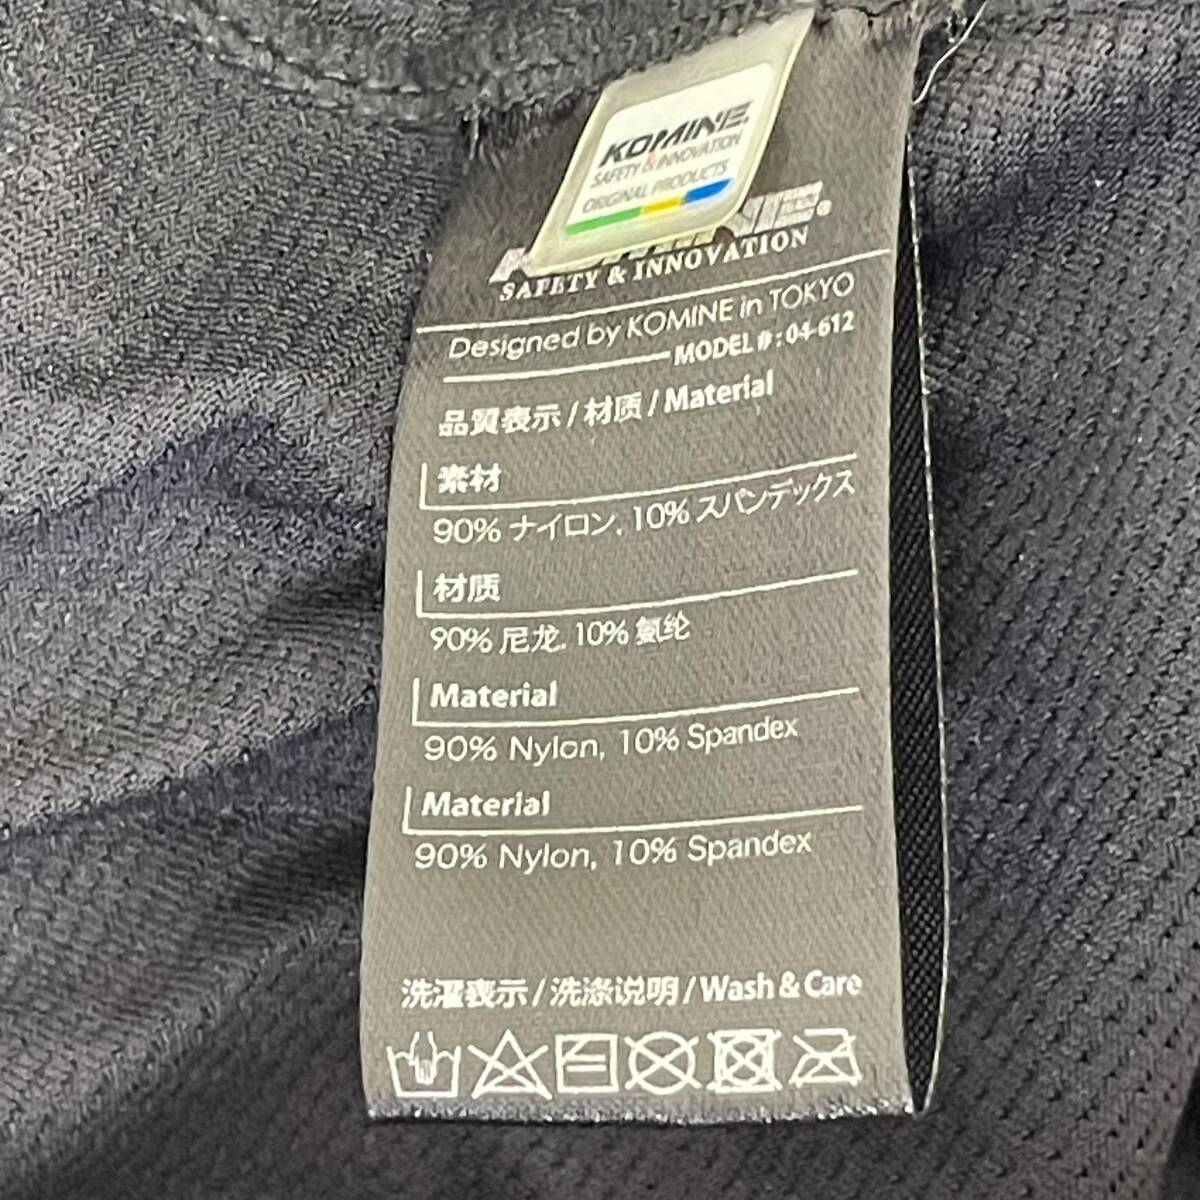 KOMINE
SAFETY & INNOVATION
ORIGINAL PRODUCTS
SAFETY & INNOVATION
Designed by KOMINE in TOKYO
MODEL # : 04-612
品質表示 / 材质 / Material
素材
90% ナイロン, 10% スパンデックス
材质
90% 尼龙, 10% 氨纶
Material
90% Nylon, 10% Spandex
Material
90% Nylon, 10% Spandex
洗濯表示 / 洗涤说明 / Wash & Care